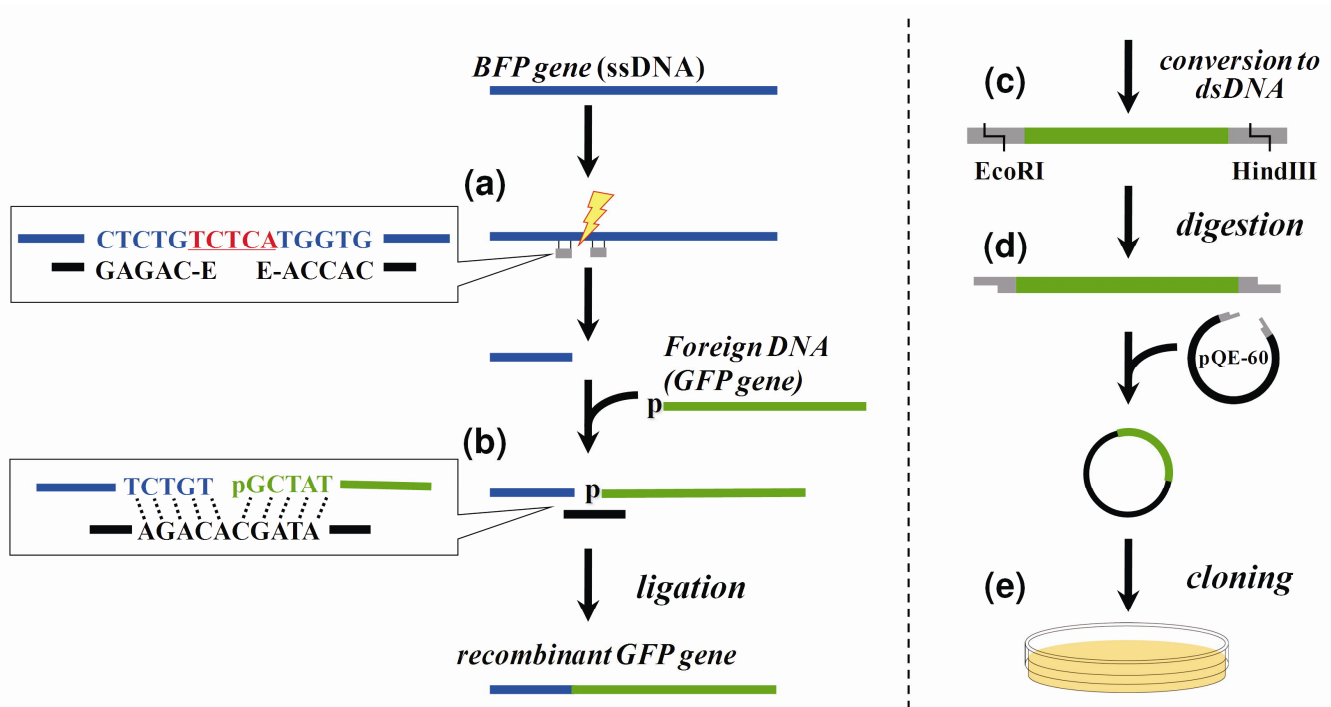 BFP gene (ssDNA)
(a)
CTCTGTCTCATGGTG
GAGAC-E E-ACCAC
Foreign DNA
(GFP gene)
p
(b)
TCTGT pGCTAT
AGACACGATA
p
ligation
recombinant GFP gene
(c)
conversion to
dsDNA
EcoRI HindIII
digestion
(d)
pQE-60
(e)
cloning